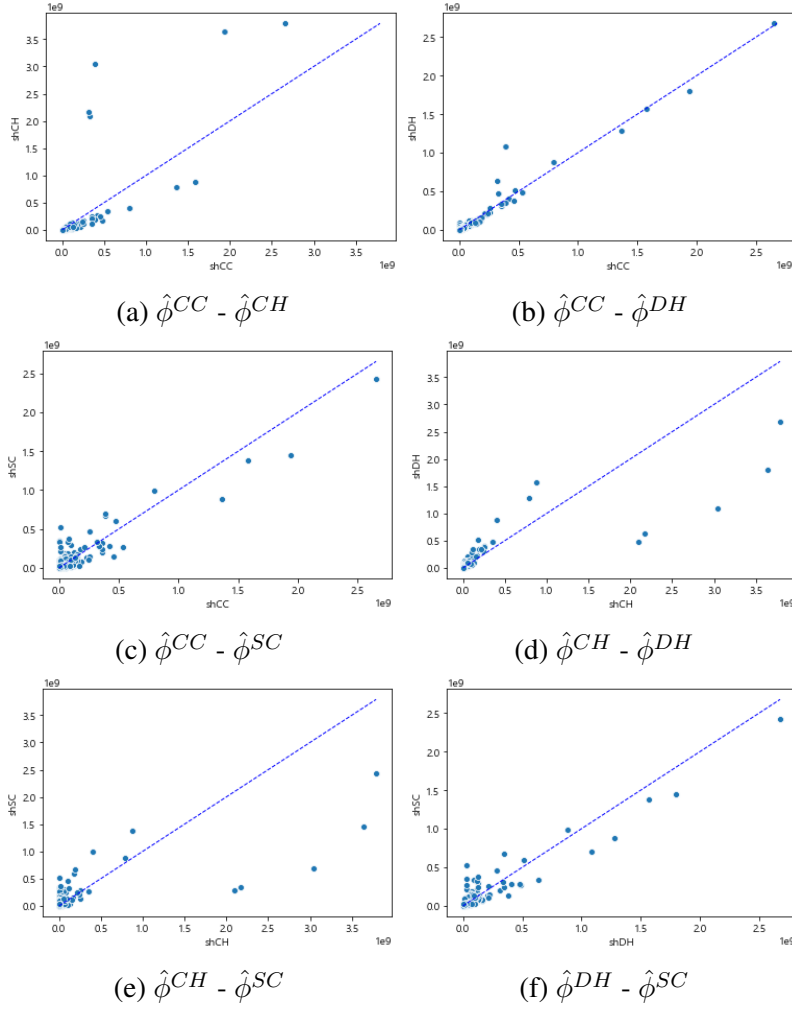 1e9
3.5
3.0
2.5
2.0
1.5
1.0
0.5
0.0
shCH
0.0 0.5 1.0 1.5 2.0 2.5 3.0 3.5
shCC
1e9
(a) φ̂^CC - φ̂^CH
1e9
2.5
2.0
1.5
1.0
0.5
0.0
shDH
0.0 0.5 1.0 1.5 2.0 2.5
shCC
1e9
(b) φ̂^CC - φ̂^DH
1e9
2.5
2.0
1.5
1.0
0.5
0.0
shSC
0.0 0.5 1.0 1.5 2.0 2.5
shCC
1e9
(c) φ̂^CC - φ̂^SC
1e9
3.5
3.0
2.5
2.0
1.5
1.0
0.5
0.0
shDH
0.0 0.5 1.0 1.5 2.0 2.5 3.0 3.5
shCH
1e9
(d) φ̂^CH - φ̂^DH
1e9
3.5
3.0
2.5
2.0
1.5
1.0
0.5
0.0
shSC
0.0 0.5 1.0 1.5 2.0 2.5 3.0 3.5
shCH
1e9
(e) φ̂^CH - φ̂^SC
1e9
2.5
2.0
1.5
1.0
0.5
0.0
shSC
0.0 0.5 1.0 1.5 2.0 2.5
shDH
1e9
(f) φ̂^DH - φ̂^SC